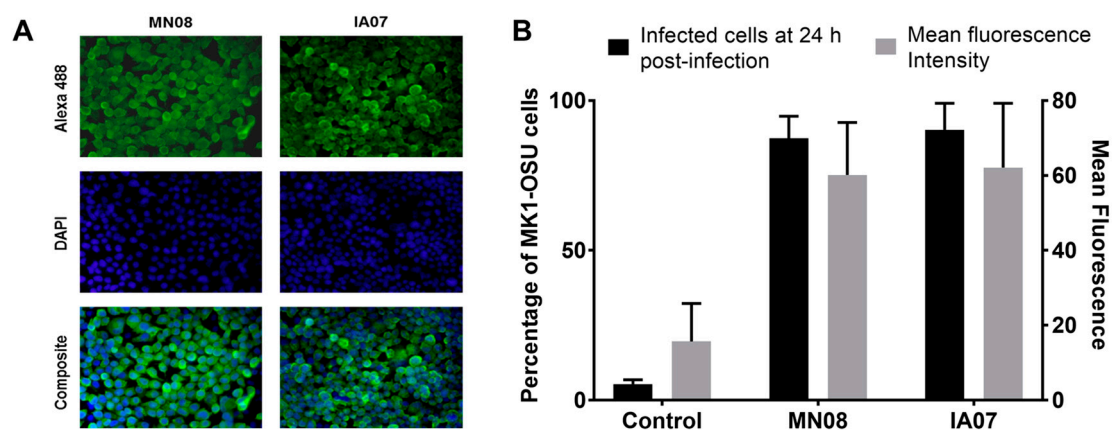 A
MN08
IA07
Alexa 488
DAPI
Composite
B
Infected cells at 24 h
post-infection
Mean fluorescence
Intensity
Percentage of MK1-OSU cells
100
50
0
80
60
40
20
0
Mean Fluorescence
Control
MN08
IA07